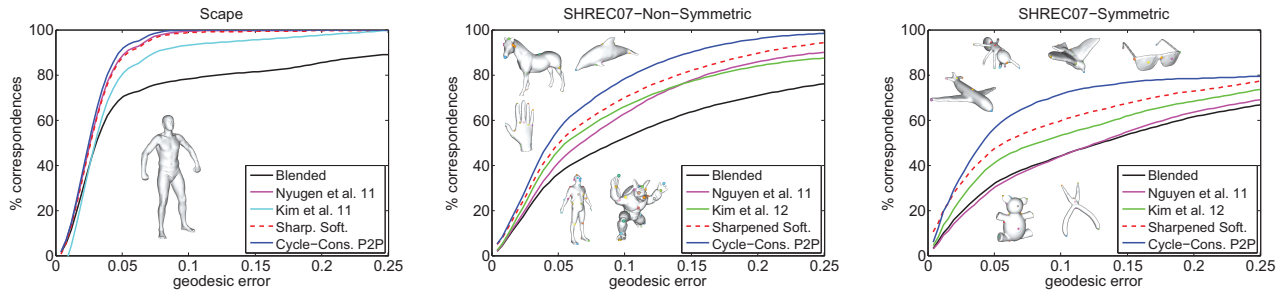 Scape
% correspondences
100
80
60
40
20
0
0 0.05 0.1 0.15 0.2 0.25
geodesic error
Blended
Nyugen et al. 11
Kim et al. 11
Sharp. Soft.
Cycle-Cons. P2P
SHREC07-Non-Symmetric
% correspondences
100
80
60
40
20
0
0 0.05 0.1 0.15 0.2 0.25
geodesic error
Blended
Nguyen et al. 11
Kim et al. 12
Sharpened Soft.
Cycle-Cons. P2P
SHREC07-Symmetric
% correspondences
100
80
60
40
20
0
0 0.05 0.1 0.15 0.2 0.25
geodesic error
Blended
Nguyen et al. 11
Kim et al. 12
Sharpened Soft.
Cycle-Cons. P2P